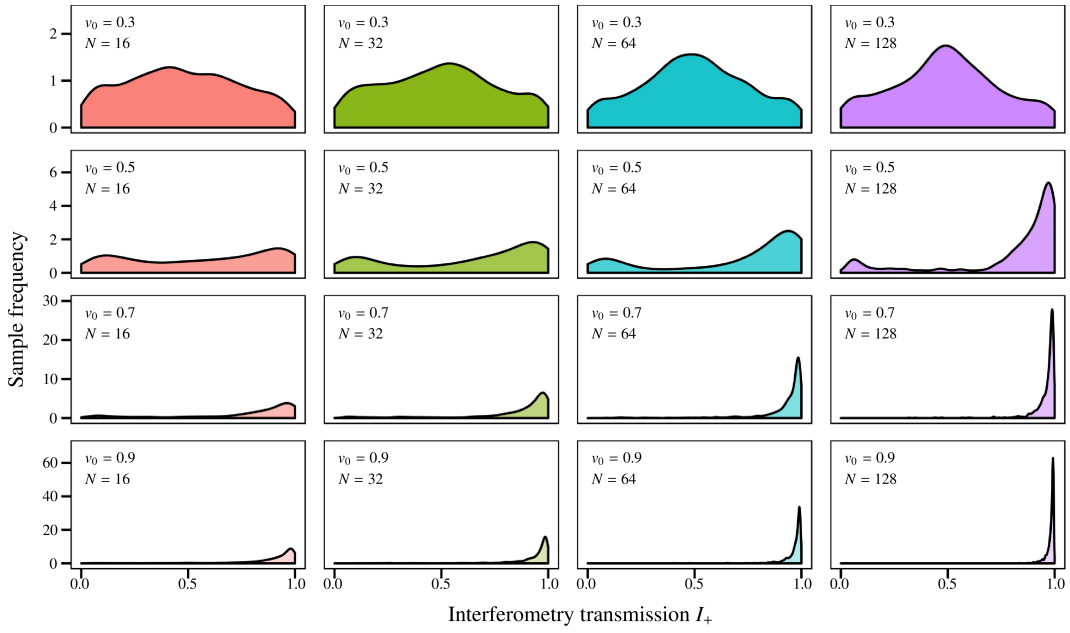 v₀ = 0.3
N = 16
v₀ = 0.3
N = 32
v₀ = 0.3
N = 64
v₀ = 0.3
N = 128
2
1
0
v₀ = 0.5
N = 16
v₀ = 0.5
N = 32
v₀ = 0.5
N = 64
v₀ = 0.5
N = 128
6
4
2
0
Sample frequency
v₀ = 0.7
N = 16
v₀ = 0.7
N = 32
v₀ = 0.7
N = 64
v₀ = 0.7
N = 128
30
20
10
0
v₀ = 0.9
N = 16
v₀ = 0.9
N = 32
v₀ = 0.9
N = 64
v₀ = 0.9
N = 128
60
40
20
0
0.0 0.5 1.0
0.0 0.5 1.0
0.0 0.5 1.0
0.0 0.5 1.0
Interferometry transmission I₊